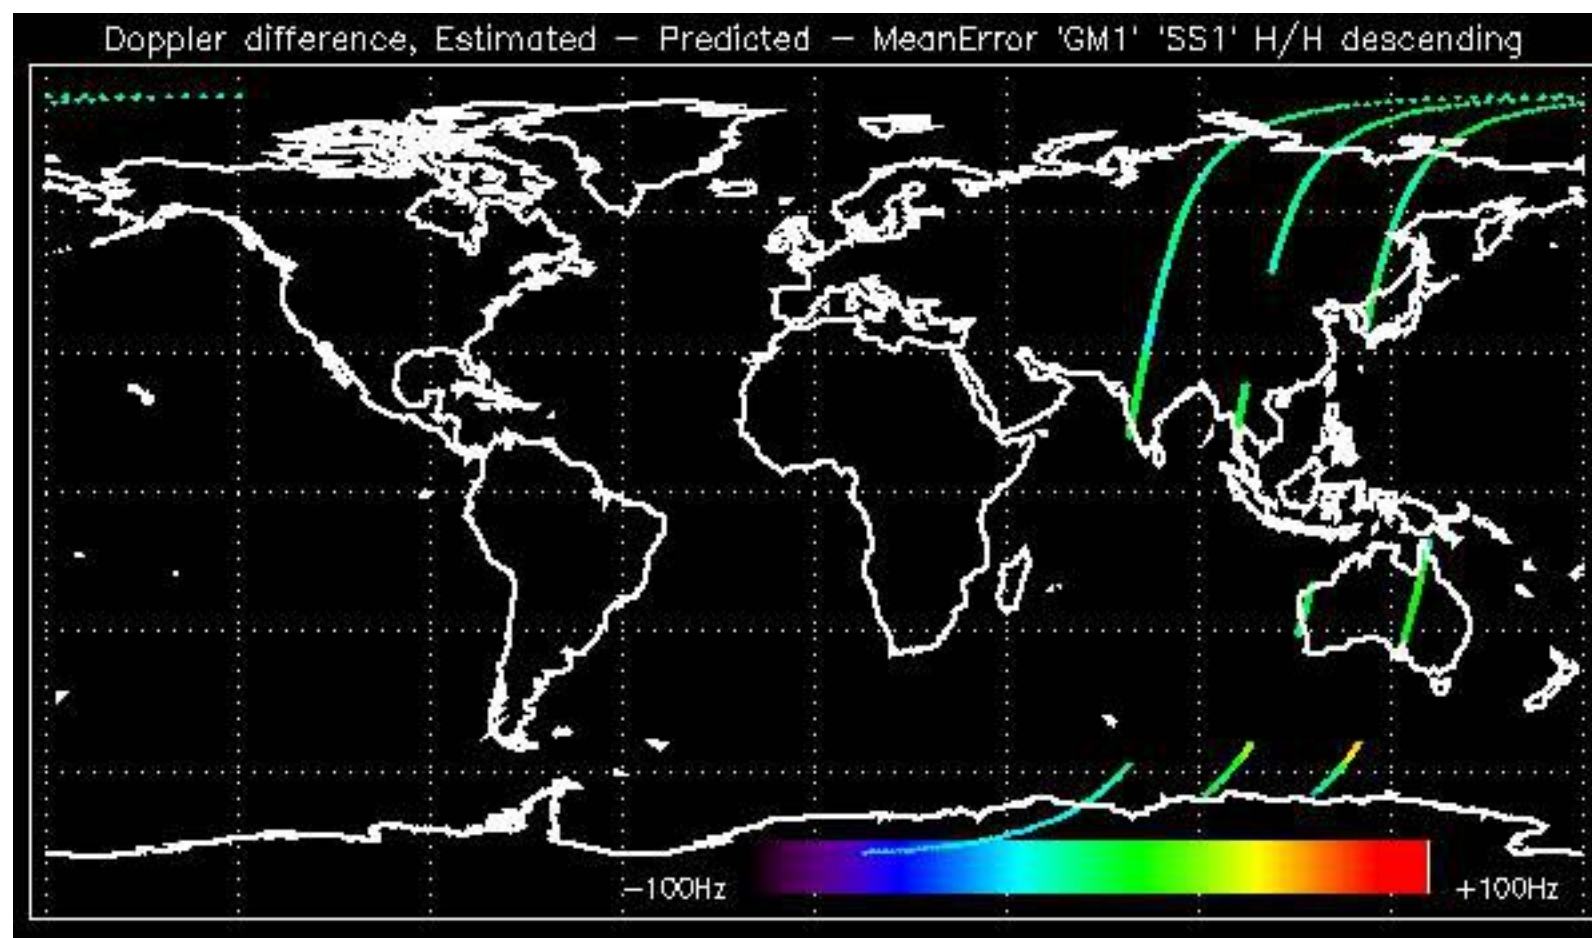 Doppler difference, Estimated – Predicted – MeanError 'GM1' 'SS1' H/H descending
–100Hz +100Hz